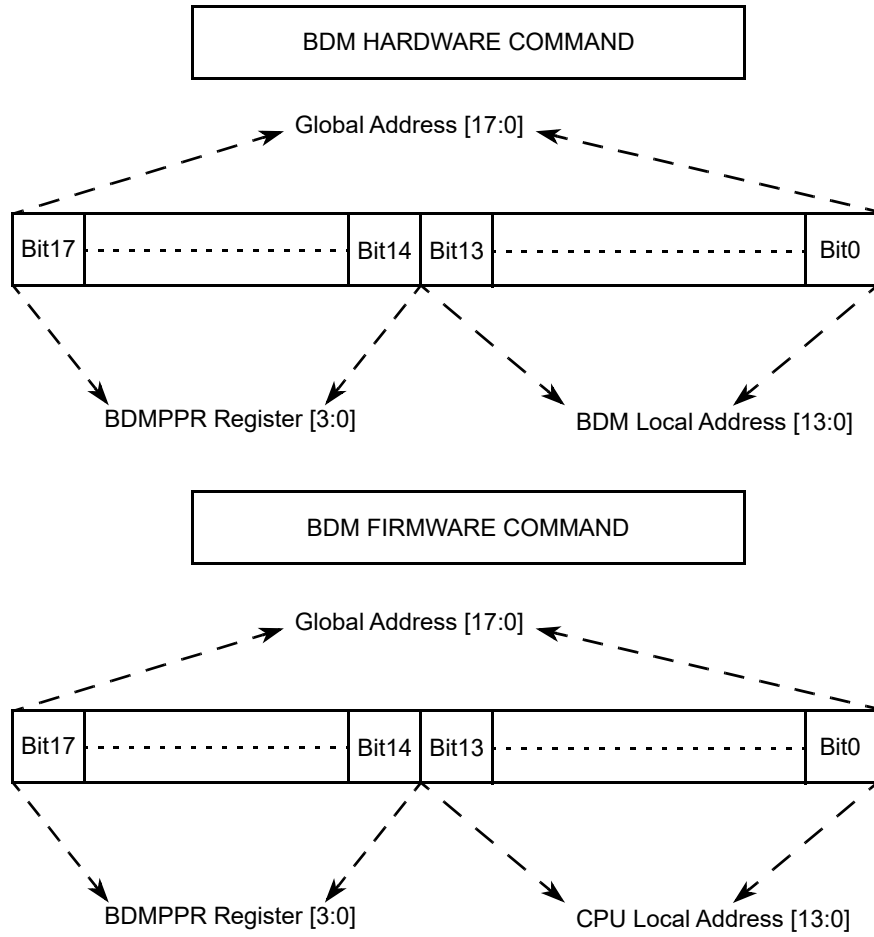 BDM HARDWARE COMMAND
Global Address [17:0]
Bit17 Bit14 Bit13 Bit0
BDMPPR Register [3:0] BDM Local Address [13:0]
BDM FIRMWARE COMMAND
Global Address [17:0]
Bit17 Bit14 Bit13 Bit0
BDMPPR Register [3:0] CPU Local Address [13:0]